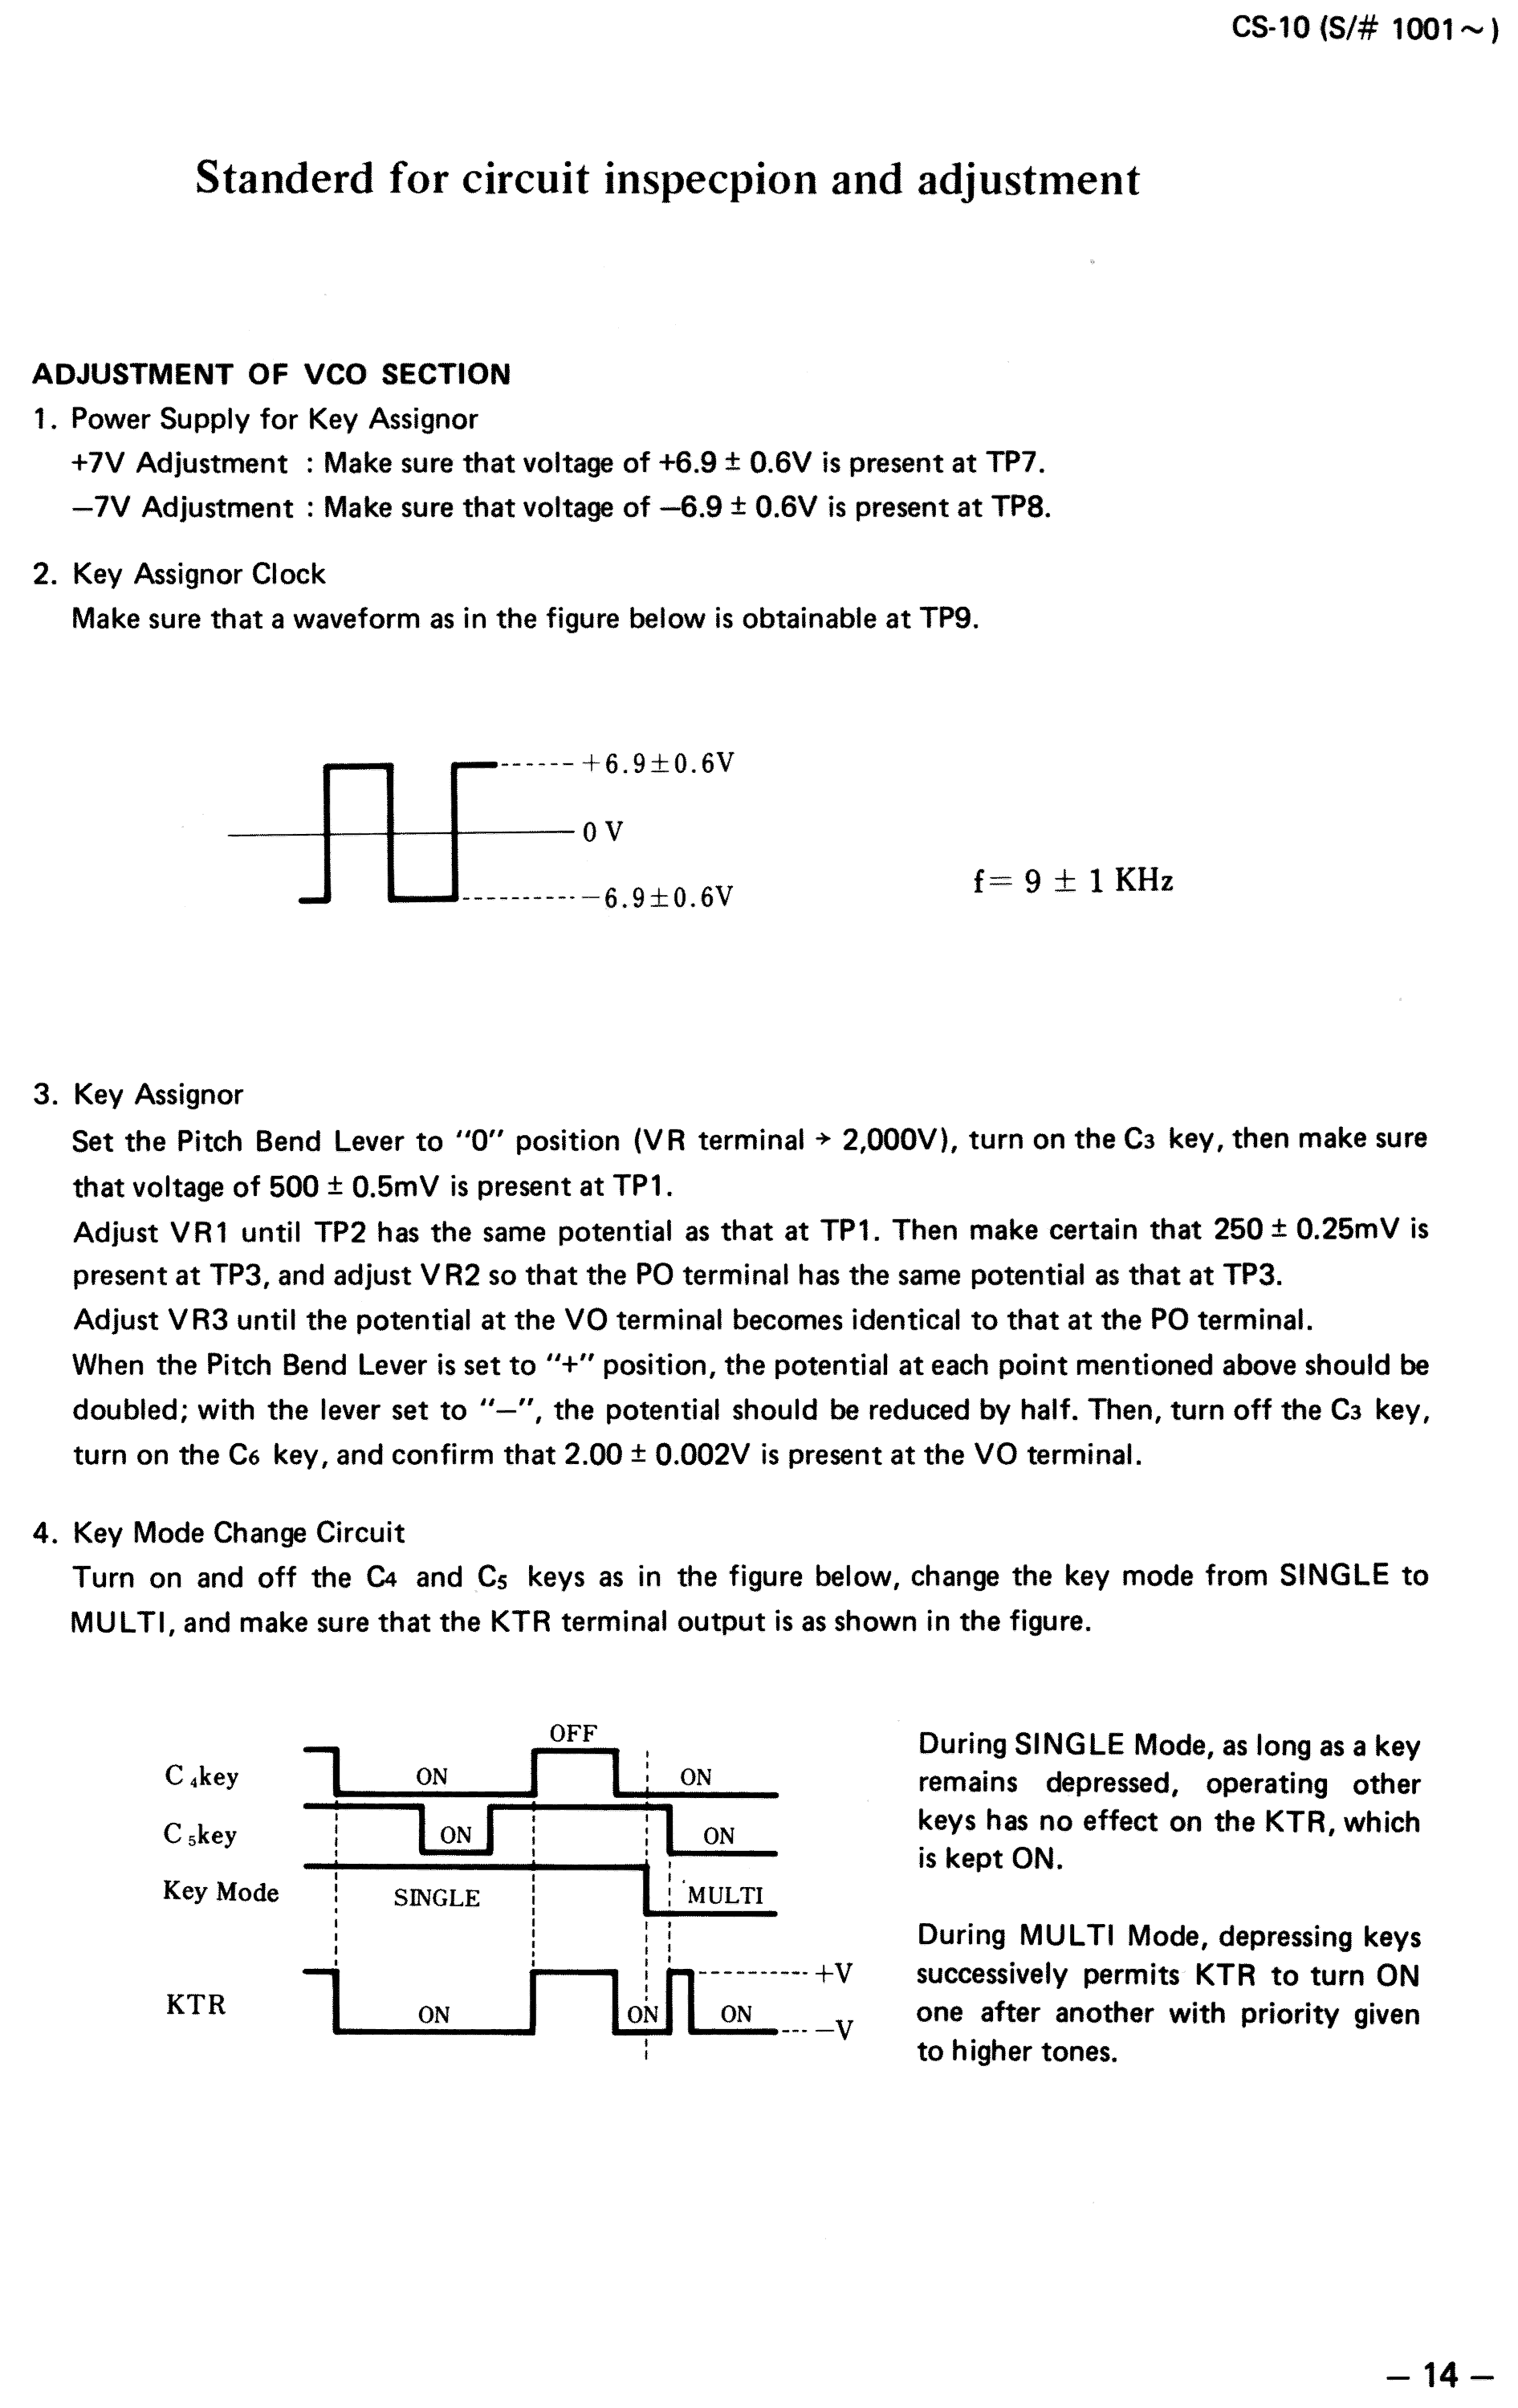 CS-10 (S/# 1001~)
Standerd for circuit inspecpion and adjustment
ADJUSTMENT OF VCO SECTION
1. Power Supply for Key Assignor
+7V Adjustment : Make sure that voltage of +6.9 ± 0.6V is present at TP7.
−7V Adjustment : Make sure that voltage of −6.9 ± 0.6V is present at TP8.
2. Key Assignor Clock
Make sure that a waveform as in the figure below is obtainable at TP9.
+6.9±0.6V
0V
−6.9±0.6V
f= 9 ± 1 KHz
3. Key Assignor
Set the Pitch Bend Lever to "0" position (VR terminal → 2,000V), turn on the C3 key, then make sure
that voltage of 500 ± 0.5mV is present at TP1.
Adjust VR1 until TP2 has the same potential as that at TP1. Then make certain that 250 ± 0.25mV is
present at TP3, and adjust VR2 so that the PO terminal has the same potential as that at TP3.
Adjust VR3 until the potential at the VO terminal becomes identical to that at the PO terminal.
When the Pitch Bend Lever is set to "+" position, the potential at each point mentioned above should be
doubled; with the lever set to "−", the potential should be reduced by half. Then, turn off the C3 key,
turn on the C6 key, and confirm that 2.00 ± 0.002V is present at the VO terminal.
4. Key Mode Change Circuit
Turn on and off the C4 and C5 keys as in the figure below, change the key mode from SINGLE to
MULTI, and make sure that the KTR terminal output is as shown in the figure.
OFF
C4key ON ON
C5key ON ON
Key Mode SINGLE MULTI
+V
KTR ON ON ON
−V
During SINGLE Mode, as long as a key
remains depressed, operating other
keys has no effect on the KTR, which
is kept ON.
During MULTI Mode, depressing keys
successively permits KTR to turn ON
one after another with priority given
to higher tones.
− 14 −